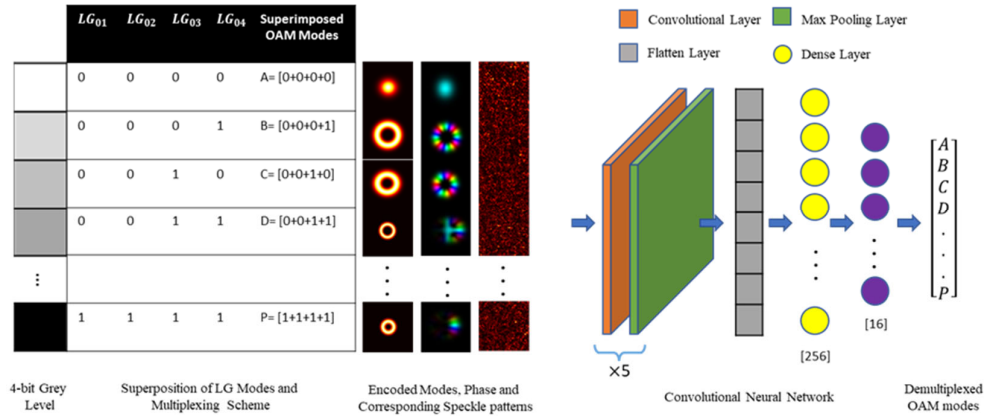 LG01 LG02 LG03 LG04 Superimposed
OAM Modes
0 0 0 0 A= [0+0+0+0]
0 0 0 1 B= [0+0+0+1]
0 0 1 0 C= [0+0+1+0]
0 0 1 1 D= [0+0+1+1]
1 1 1 1 P= [1+1+1+1]
4-bit Grey
Level
Superposition of LG Modes and
Multiplexing Scheme
Encoded Modes, Phase and
Corresponding Speckle patterns
Convolutional Layer
Max Pooling Layer
Flatten Layer
Dense Layer
A
B
C
D
.
.
.
P
×5
[256]
[16]
Convolutional Neural Network
Demultiplexed
OAM modes